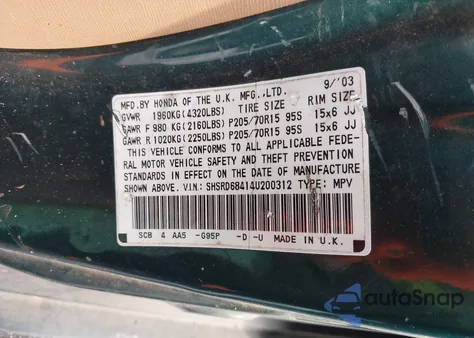 9/'03
MFD.BY HONDA OF THE U.K. MFG.,LTD.
GVWR 1960KG(4320LBS) TIRE SIZE RIM SIZE
GAWR F 980 KG(2160LBS) P205/70R15 95S 15x6 JJ
GAWR R 1020KG(2250LBS) P205/70R15 95S 15x6 JJ
THIS VEHICLE CONFORMS TO ALL APPLICABLE FEDE-
RAL MOTOR VEHICLE SAFETY AND THEFT PREVENTION
STANDARDS IN EFFECT ON THE DATE OF MANUFACTURE
SHOWN ABOVE. VIN: SHSRD68414U200312 TYPE: MPV
SCB 4 AA5 -G95P -D -U MADE IN U.K.
autoSnap